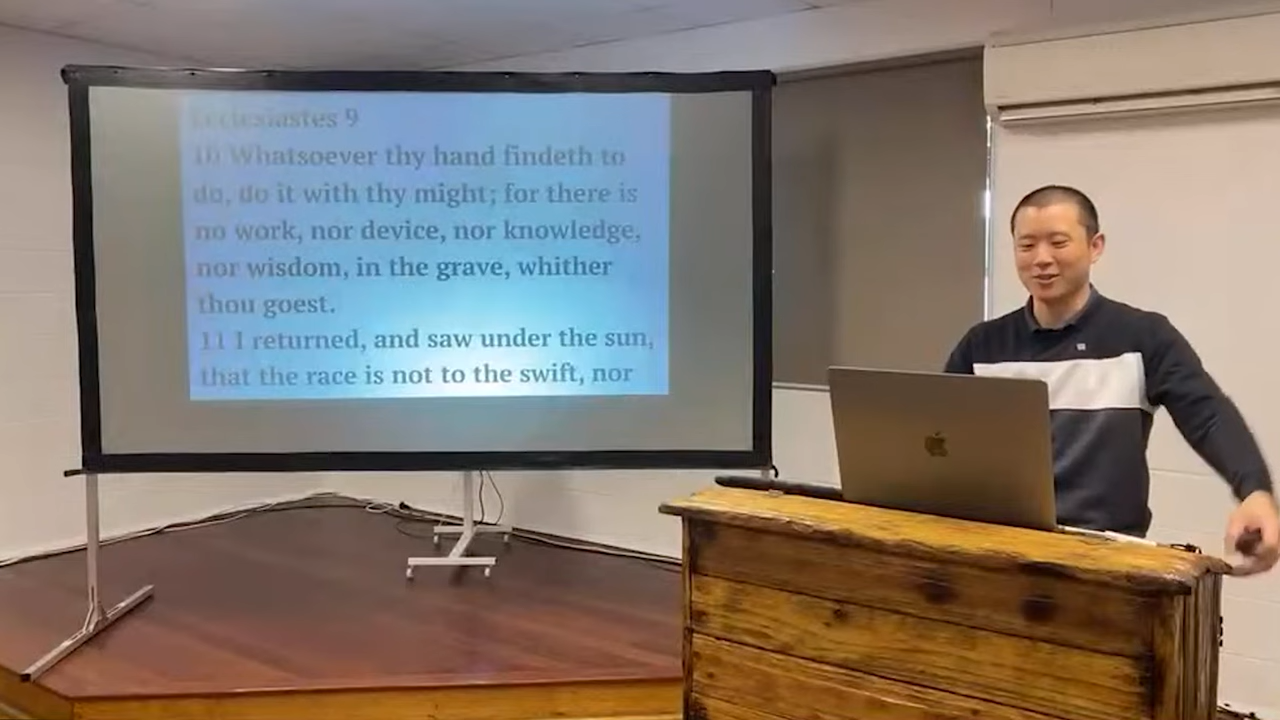 Ecclesiastes 9
10 Whatsoever thy hand findeth to
do, do it with thy might; for there is
no work, nor device, nor knowledge,
nor wisdom, in the grave, whither
thou goest.
11 I returned, and saw under the sun,
that the race is not to the swift, nor